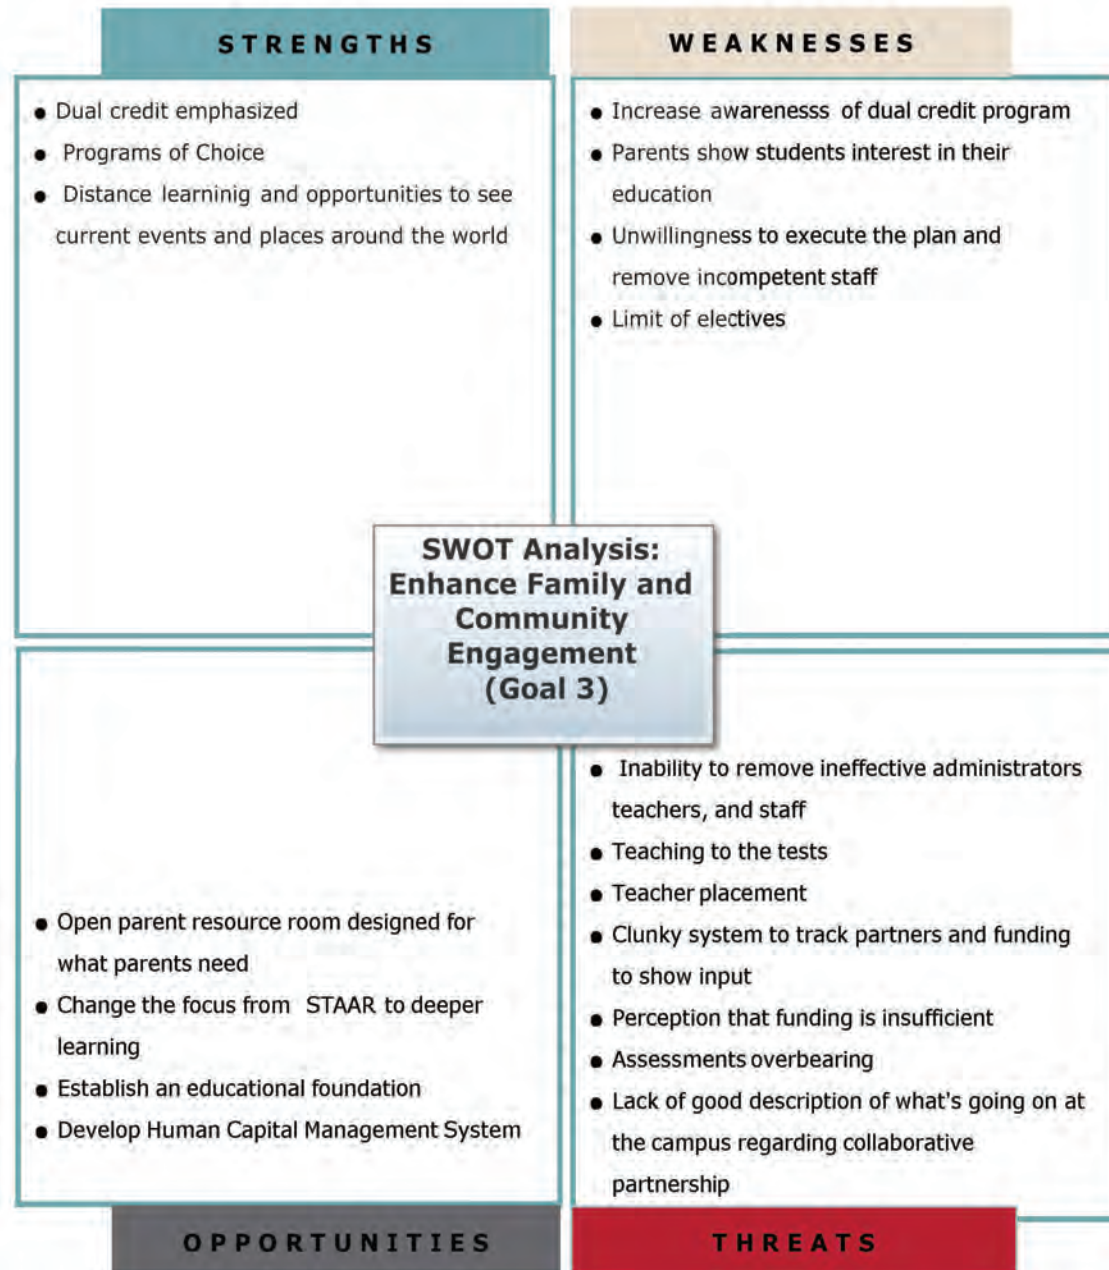 STRENGTHS
● Dual credit emphasized
● Programs of Choice
● Distance learninig and opportunities to see
current events and places around the world
WEAKNESSES
● Increase awarenesss of dual credit program
● Parents show students interest in their
education
● Unwillingness to execute the plan and
remove incompetent staff
● Limit of electives
SWOT Analysis:
Enhance Family and
Community
Engagement
(Goal 3)
● Open parent resource room designed for
what parents need
● Change the focus from STAAR to deeper
learning
● Establish an educational foundation
● Develop Human Capital Management System
OPPORTUNITIES
● Inability to remove ineffective administrators
teachers, and staff
● Teaching to the tests
● Teacher placement
● Clunky system to track partners and funding
to show input
● Perception that funding is insufficient
● Assessments overbearing
● Lack of good description of what's going on at
the campus regarding collaborative
partnership
THREATS